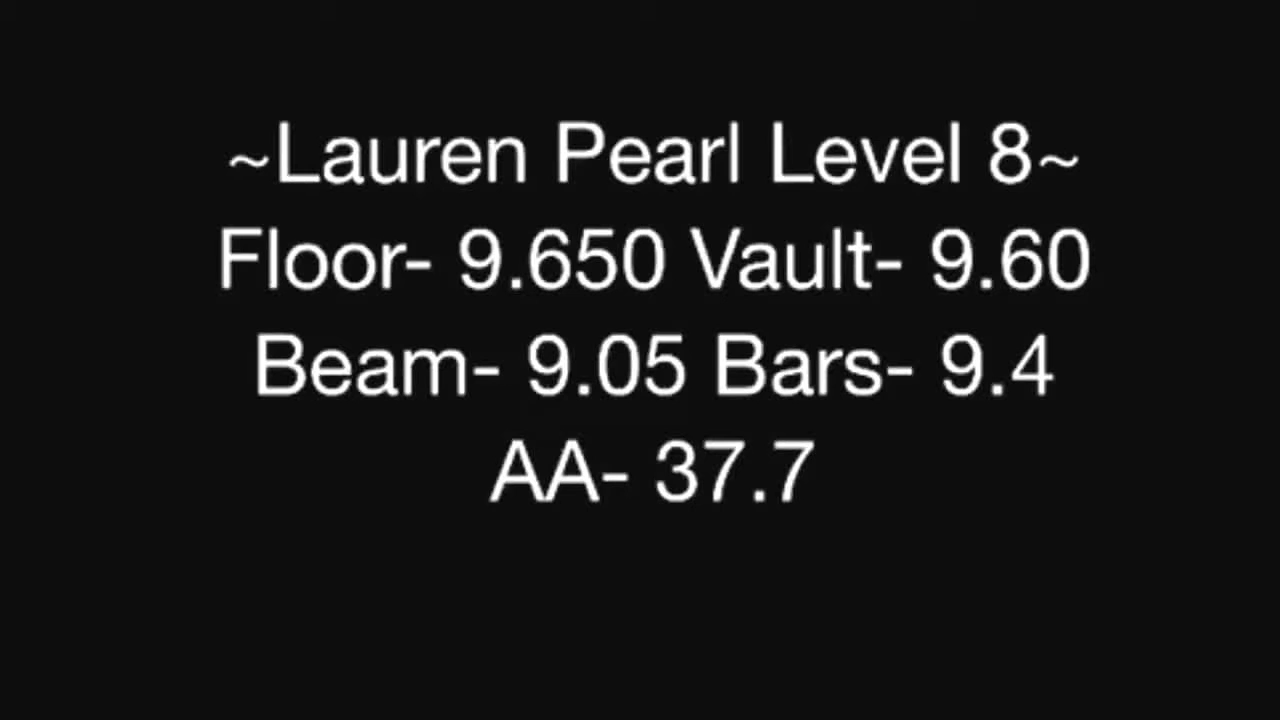 ~Lauren Pearl Level 8~
Floor- 9.650 Vault- 9.60
Beam- 9.05 Bars- 9.4
AA- 37.7